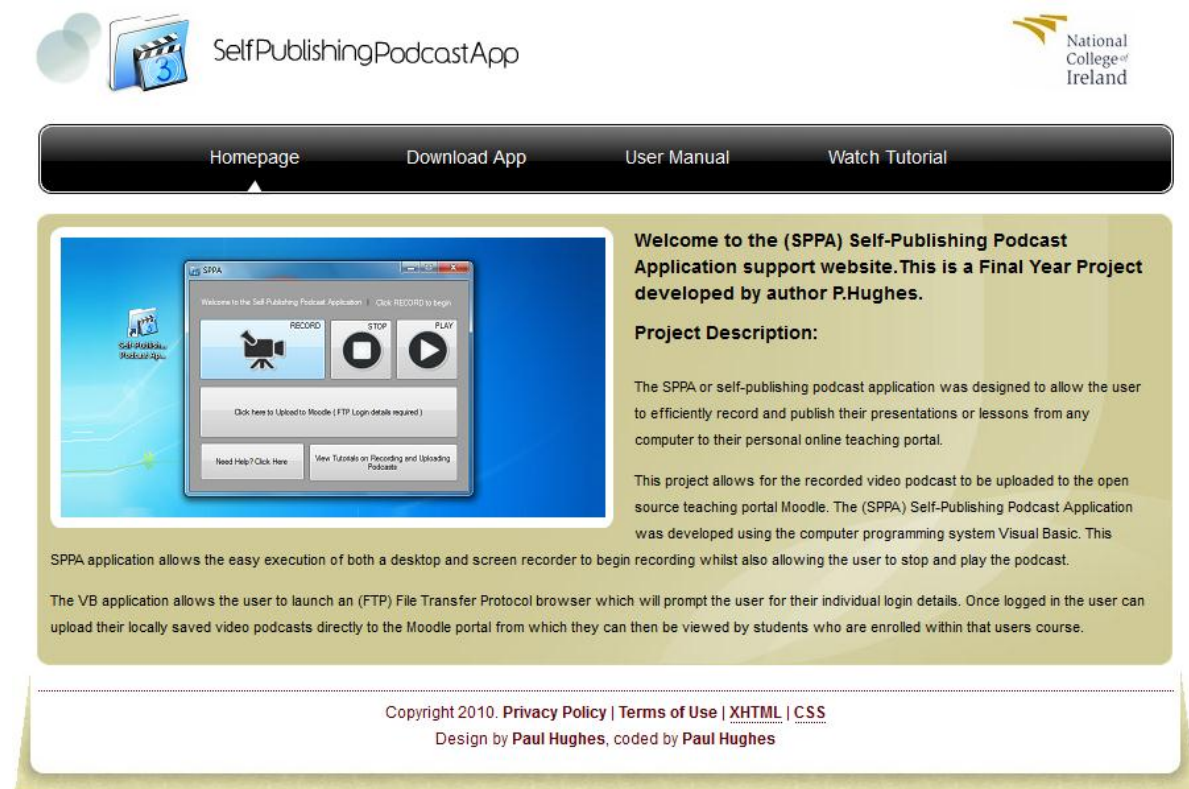 3
SelfPublishingPodcastApp
National
College of
Ireland
Homepage
Download App
User Manual
Watch Tutorial
SPPA
Welcome to the Self-Publishing Podcast Application | Click RECORD to begin
RECORD
STOP
PLAY
Self-Publish...
Podcast Ap...
Click here to Upload to Moodle ( FTP Login details required )
Need Help? Click Here
View Tutorials on Recording and Uploading
Podcasts
Welcome to the (SPPA) Self-Publishing Podcast
Application support website.This is a Final Year Project
developed by author P.Hughes.
Project Description:
The SPPA or self-publishing podcast application was designed to allow the user
to efficiently record and publish their presentations or lessons from any
computer to their personal online teaching portal.
This project allows for the recorded video podcast to be uploaded to the open
source teaching portal Moodle. The (SPPA) Self-Publishing Podcast Application
was developed using the computer programming system Visual Basic. This
SPPA application allows the easy execution of both a desktop and screen recorder to begin recording whilst also allowing the user to stop and play the podcast.
The VB application allows the user to launch an (FTP) File Transfer Protocol browser which will prompt the user for their individual login details. Once logged in the user can
upload their locally saved video podcasts directly to the Moodle portal from which they can then be viewed by students who are enrolled within that users course.
Copyright 2010. Privacy Policy | Terms of Use | XHTML | CSS
Design by Paul Hughes, coded by Paul Hughes